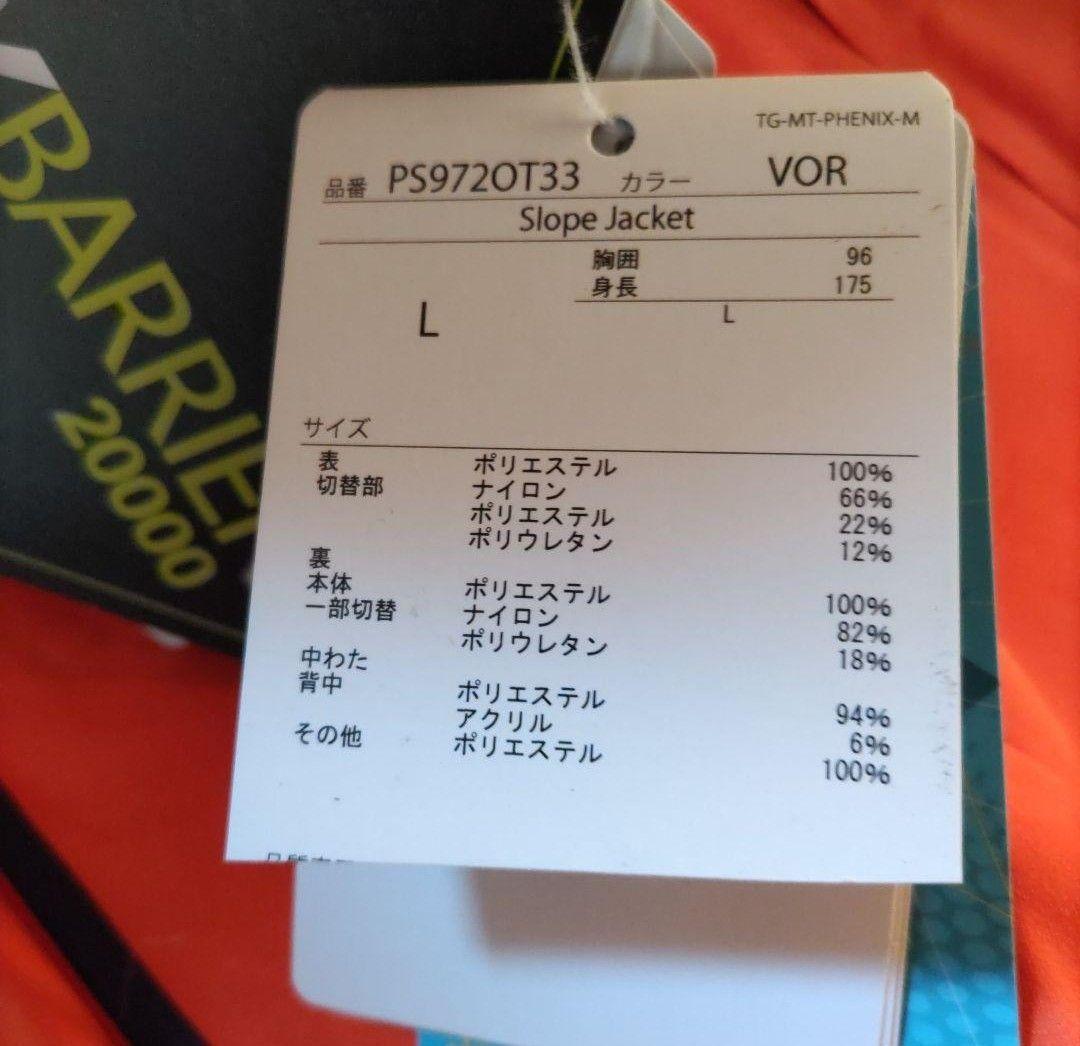 BARRIER
20000
TG-MT-PHENIX-M
品番 PS972OT33 カラー VOR
Slope Jacket
胸囲 96
身長 175
L L
サイズ
表 ポリエステル 100%
切替部 ナイロン 66%
ポリエステル 22%
ポリウレタン 12%
裏
本体 ポリエステル 100%
一部切替 ナイロン 82%
ポリウレタン 18%
中わた
背中 ポリエステル 94%
アクリル 6%
その他 ポリエステル 100%